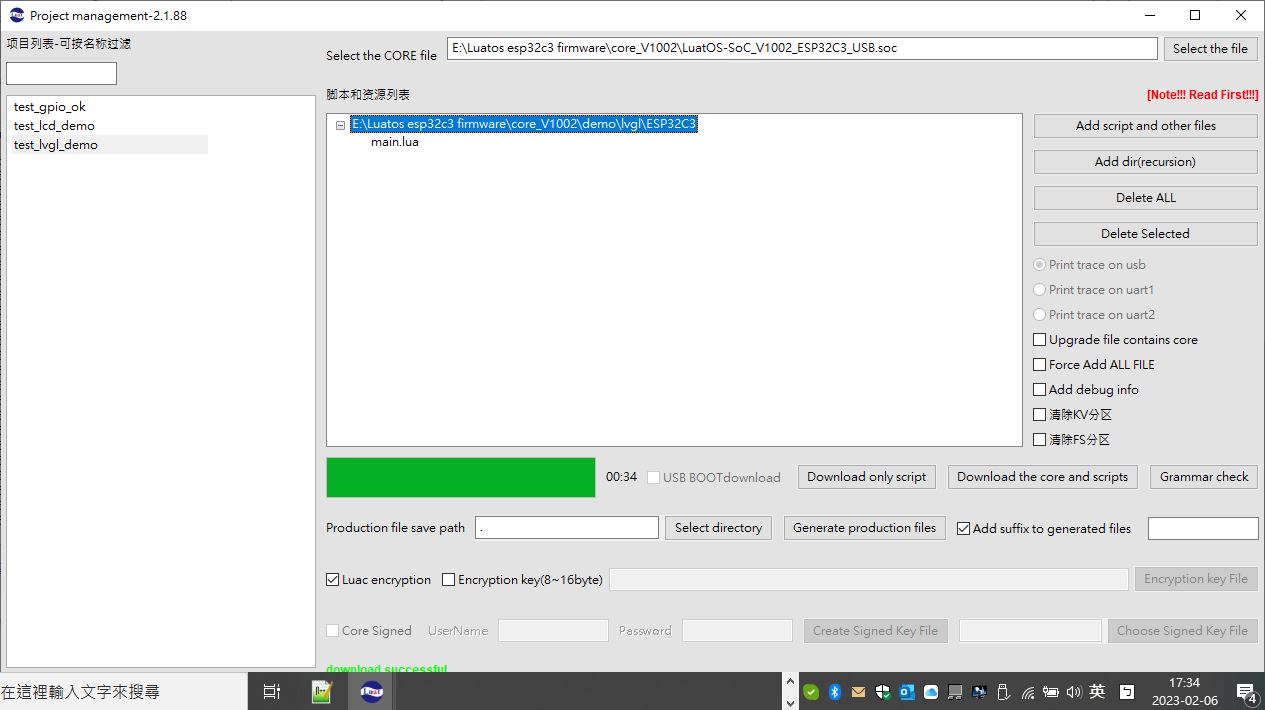 Project management-2.1.88
项目列表-可按名称过滤
test_gpio_ok
test_lcd_demo
test_lvgl_demo
Select the CORE file
E:\Luatos esp32c3 firmware\core_V1002\LuatOS-SoC_V1002_ESP32C3_USB.soc
Select the file
脚本和资源列表
[Note!!! Read First!!!]
E:\Luatos esp32c3 firmware\core_V1002\demo\lvgl\ESP32C3
main.lua
Add script and other files
Add dir(recursion)
Delete ALL
Delete Selected
Print trace on usb
Print trace on uart1
Print trace on uart2
Upgrade file contains core
Force Add ALL FILE
Add debug info
清除KV分区
清除FS分区
00:34
USB BOOTdownload
Download only script
Download the core and scripts
Grammar check
Production file save path
.
Select directory
Generate production files
Add suffix to generated files
Luac encryption
Encryption key(8~16byte)
Encryption key File
Core Signed
UserName
Password
Create Signed Key File
Choose Signed Key File
download successful
在這裡輸入文字來搜尋
Luat
英
17:34
2023-02-06
4